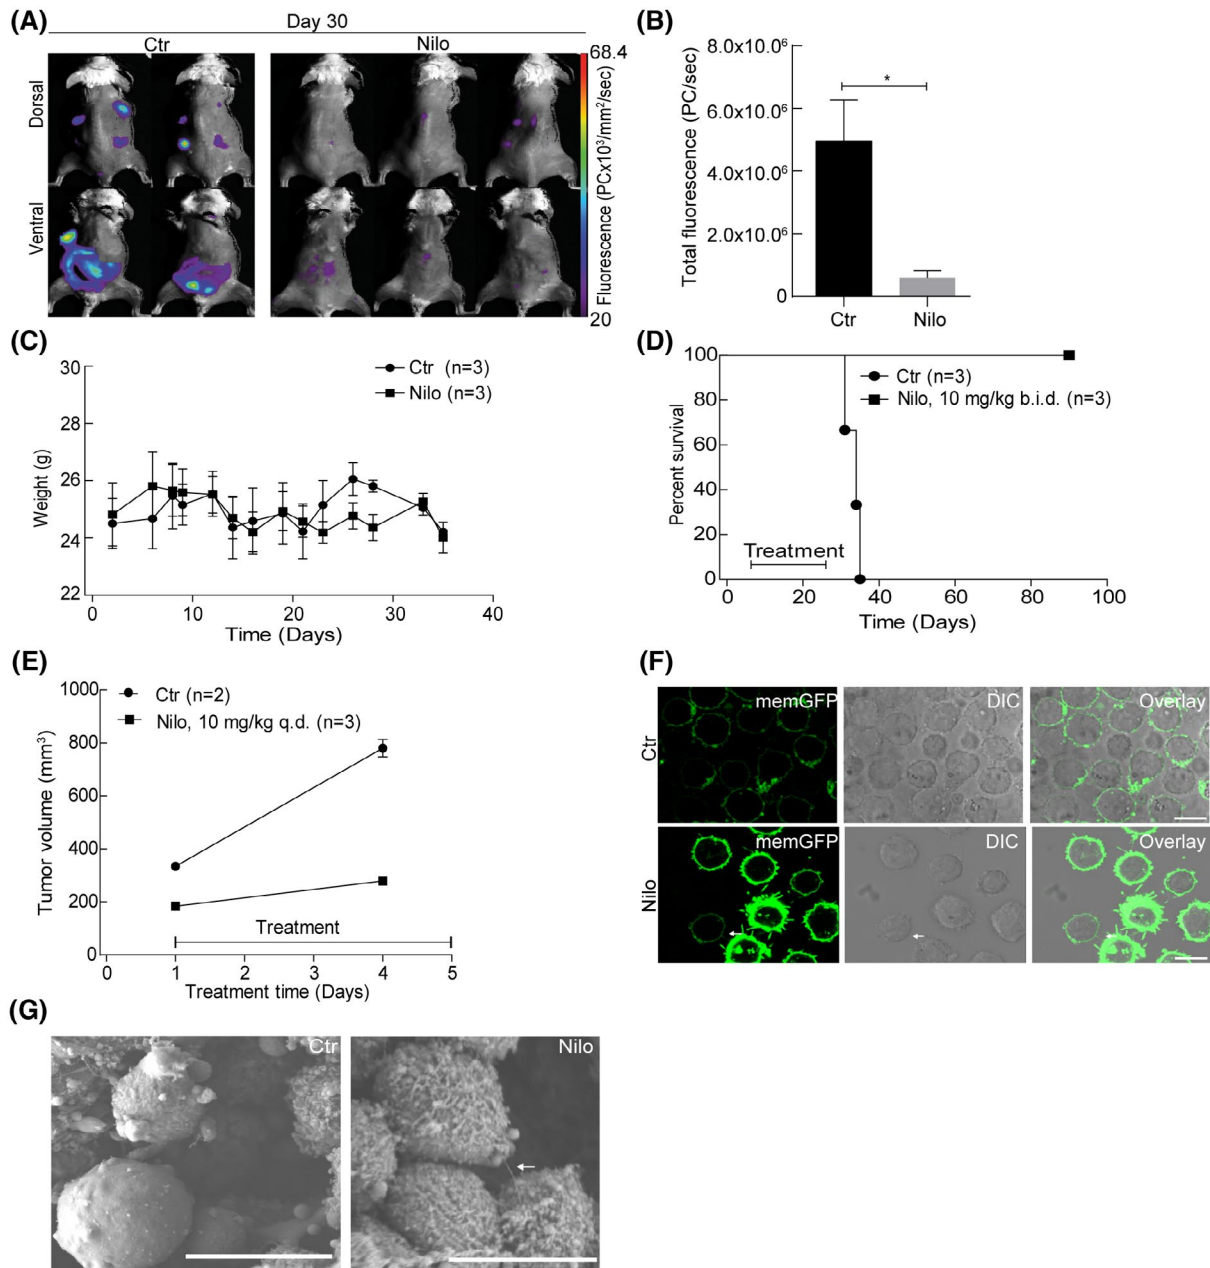 (A)
Day 30
Ctr Nilo
Dorsal
Ventral
68.4
Fluorescence (PCx10³/mm²/sec)
20
(B)
Total fluorescence (PC/sec)
8.0x10.0⁶
6.0x10.0⁶
4.0x10.0⁶
2.0x10.0⁶
0
*
Ctr Nilo
(C)
Weight (g)
30
28
26
24
22
Ctr (n=3)
Nilo (n=3)
0 10 20 30 40
Time (Days)
(D)
Percent survival
100
80
60
40
20
0
Ctr (n=3)
Nilo, 10 mg/kg b.i.d. (n=3)
Treatment
0 20 40 60 80 100
Time (Days)
(E)
Tumor volume (mm³)
1000
800
600
400
200
0
Ctr (n=2)
Nilo, 10 mg/kg q.d. (n=3)
Treatment
0 1 2 3 4 5
Treatment time (Days)
(F)
Ctr
memGFP DIC Overlay
Nilo
memGFP DIC Overlay
(G)
Ctr Nilo